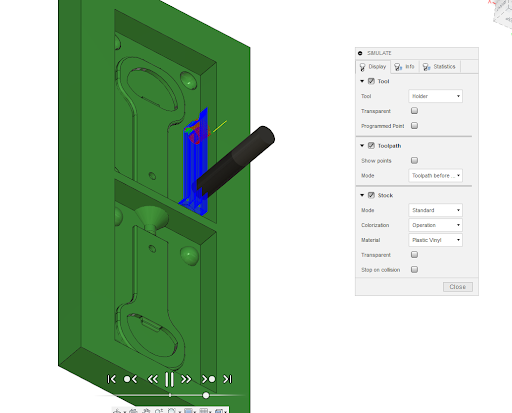 SIMULATE
Display Info Statistics
Tool
Tool Holder
Transparent
Programmed Point
Toolpath
Show points
Mode Toolpath before ...
Stock
Mode Standard
Colorization Operation
Material Plastic Vinyl
Transparent
Stop on collision
Close